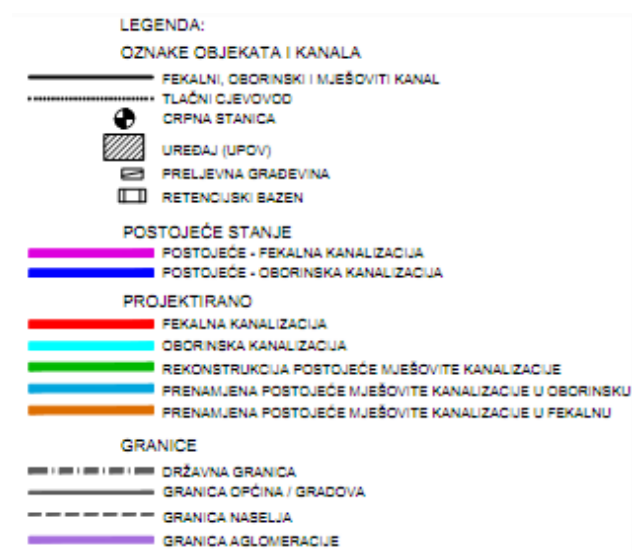 LEGENDA:
OZNAKE OBJEKATA I KANALA
FEKALNI, OBORINSKI I MJEŠOVITI KANAL
TLAČNI CJEVOVOD
CRPNA STANICA
UREĐAJ (UPOV)
PRELJEVNA GRAĐEVINA
RETENCIJSKI BAZEN
POSTOJEĆE STANJE
POSTOJEĆE - FEKALNA KANALIZACIJA
POSTOJEĆE - OBORINSKA KANALIZACIJA
PROJEKTIRANO
FEKALNA KANALIZACIJA
OBORINSKA KANALIZACIJA
REKONSTRUKCIJA POSTOJEĆE MJEŠOVITE KANALIZACIJE
PRENAMJENA POSTOJEĆE MJEŠOVITE KANALIZACIJE U OBORINSKU
PRENAMJENA POSTOJEĆE MJEŠOVITE KANALIZACIJE U FEKALNU
GRANICE
DRŽAVNA GRANICA
GRANICA OPĆINA / GRADOVA
GRANICA NASELJA
GRANICA AGLOMERACIJE